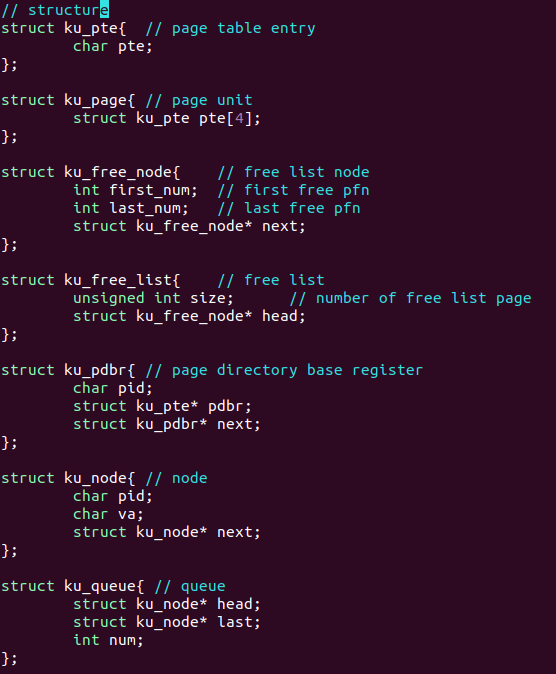 // structure
struct ku_pte{  // page table entry
        char pte;
};

struct ku_page{ // page unit
        struct ku_pte pte[4];
};

struct ku_free_node{    // free list node
        int first_num;  // first free pfn
        int last_num;   // last free pfn
        struct ku_free_node* next;
};

struct ku_free_list{    // free list
        unsigned int size;      // number of free list page
        struct ku_free_node* head;
};

struct ku_pdbr{ // page directory base register
        char pid;
        struct ku_pte* pdbr;
        struct ku_pdbr* next;
};

struct ku_node{ // node
        char pid;
        char va;
        struct ku_node* next;
};

struct ku_queue{ // queue
        struct ku_node* head;
        struct ku_node* last;
        int num;
};